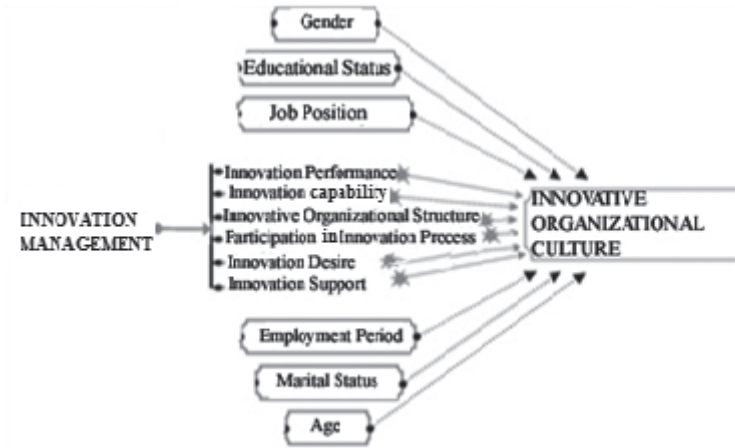 Gender
Educational Status
Job Position
Innovation Performance
Innovation capability
Innovative Organizational Structure
Participation in Innovation Process
Innovation Desire
Innovation Support
INNOVATION
MANAGEMENT
INNOVATIVE
ORGANIZATIONAL
CULTURE
Employment Period
Marital Status
Age